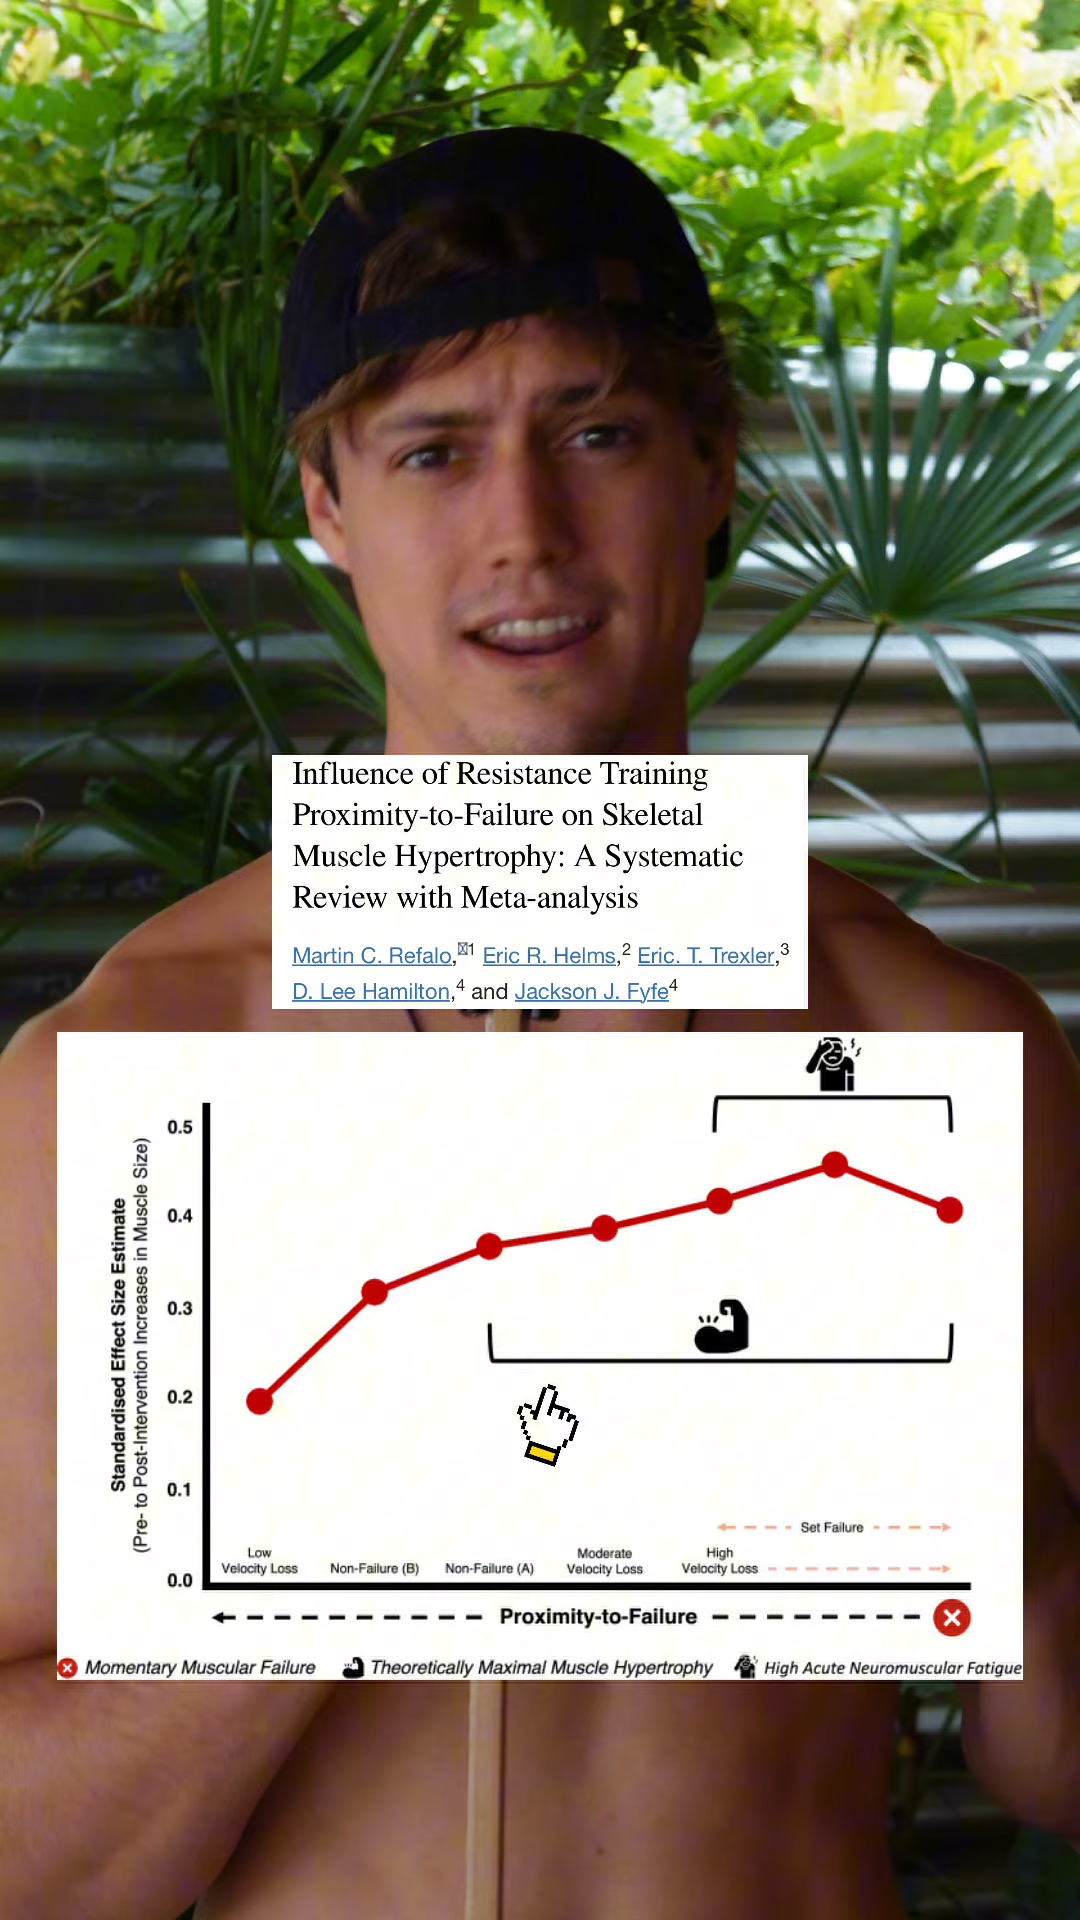 Influence of Resistance Training
Proximity-to-Failure on Skeletal
Muscle Hypertrophy: A Systematic
Review with Meta-analysis
Martin C. Refalo,1 Eric R. Helms,2 Eric. T. Trexler,3
D. Lee Hamilton,4 and Jackson J. Fyfe4
Standardised Effect Size Estimate
(Pre- to Post-Intervention Increases in Muscle Size)
0.5
0.4
0.3
0.2
0.1
0.0
Set Failure
Low
Velocity Loss
Non-Failure (B)
Non-Failure (A)
Moderate
Velocity Loss
High
Velocity Loss
Proximity-to-Failure
Momentary Muscular Failure
Theoretically Maximal Muscle Hypertrophy
High Acute Neuromuscular Fatigue